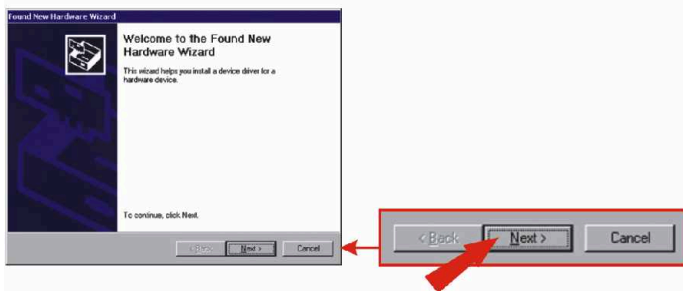 Found New Hardware Wizard
Welcome to the Found New
Hardware Wizard
This wizard helps you install a device driver for a
hardware device.
To continue, click Next.
< Back
Next >
Cancel
< Back
Next >
Cancel